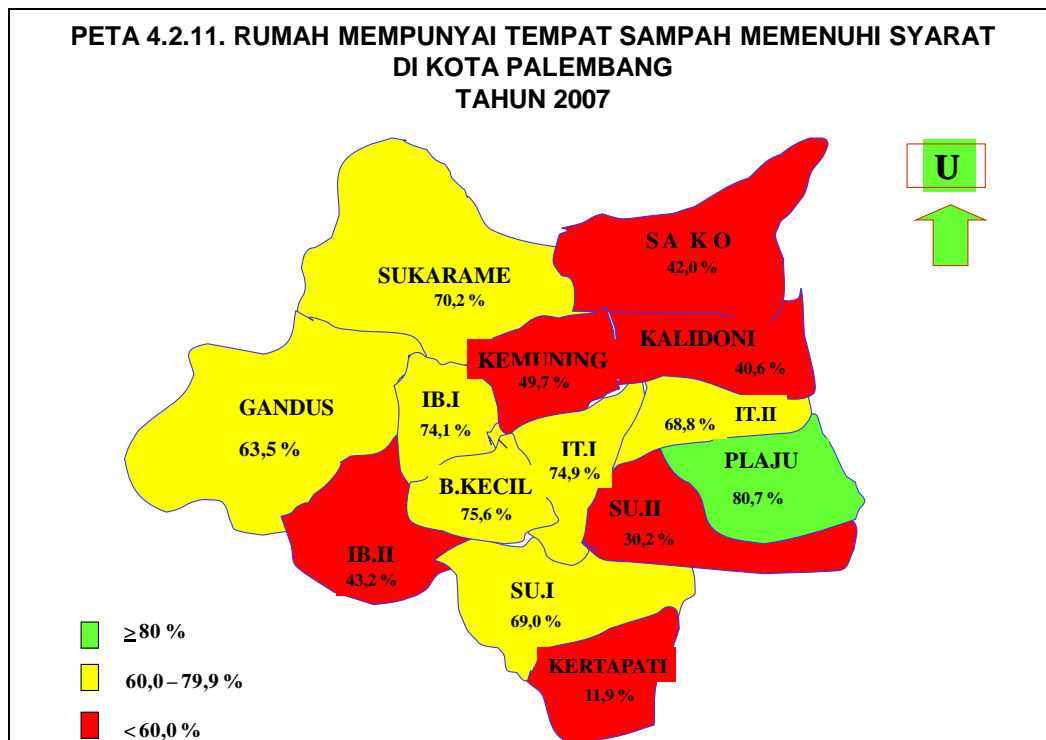 PETA 4.2.11. RUMAH MEMPUNYAI TEMPAT SAMPAH MEMENUHI SYARAT
DI KOTA PALEMBANG
TAHUN 2007
U
SA KO
42,0 %
SUKARAME
70,2 %
KALIDONI
40,6 %
KEMUNING
49,7 %
GANDUS
63,5 %
IB.I
74,1 %
IT.II
68,8 %
IT.I
74,9 %
PLAJU
80,7 %
B.KECIL
75,6 %
SU.II
30,2 %
IB.II
43,2 %
SU.I
69,0 %
KERTAPATI
11,9 %
≥ 80 %
60,0 – 79,9 %
< 60,0 %